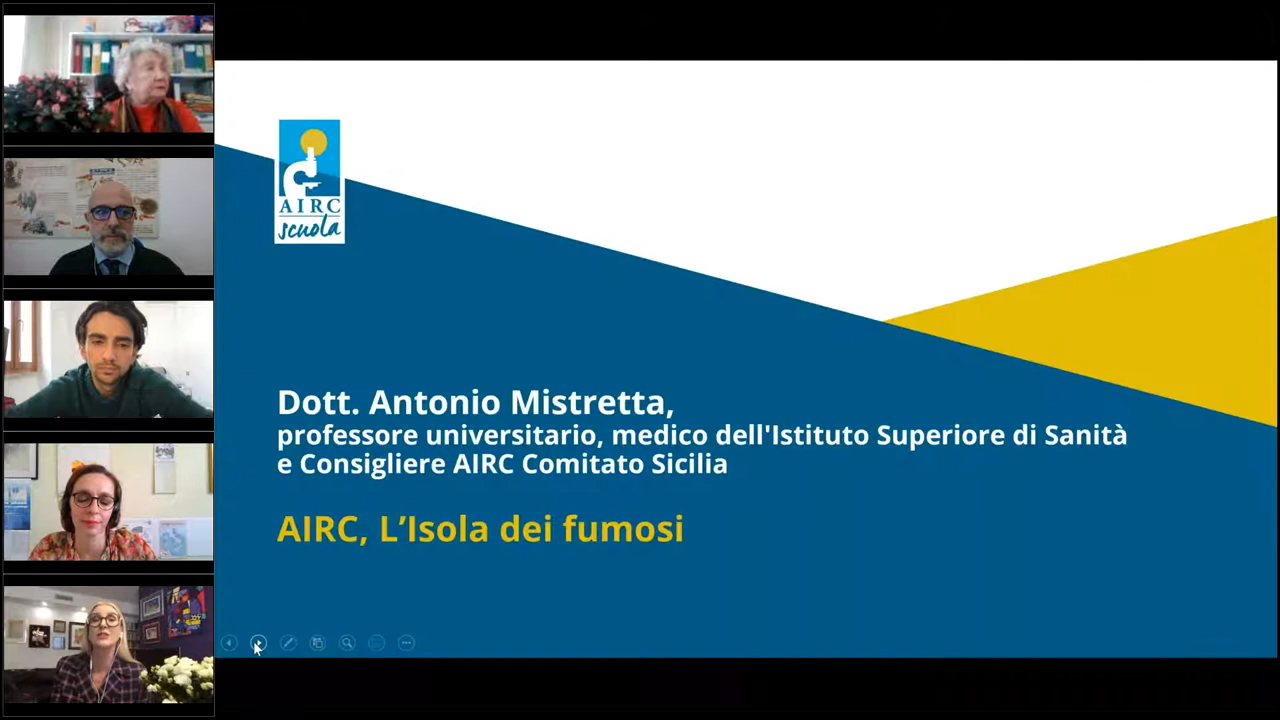 AIRC
scuola
Dott. Antonio Mistretta,
professore universitario, medico dell'Istituto Superiore di Sanità
e Consigliere AIRC Comitato Sicilia
AIRC, L’Isola dei fumosi